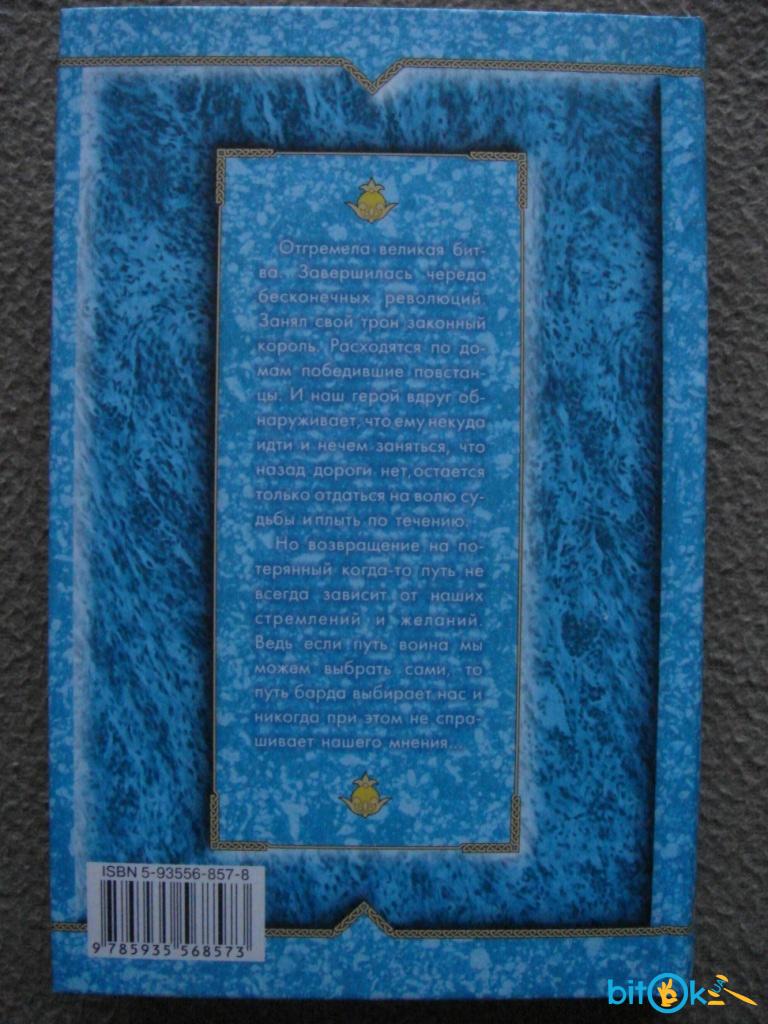 Отгремела великая бит-
ва. Завершилась череда
бесконечных революций.
Занял свой трон законный
король. Расходятся по до-
мам победившие повстан-
цы. И наш герой вдруг об-
наруживает, что ему некуда
идти и нечем заняться, что
назад дороги нет, остается
только отдаться на волю су-
дьбы и плыть по течению.
Но возвращение на по-
терянный когда-то путь не
всегда зависит от наших
стремлений и желаний.
Ведь если путь воина мы
можем выбрать сами, то
путь барда выбирает нас и
никогда при этом не спра-
шивает нашего мнения...
ISBN 5-93556-857-8
9 785935 568573
bitOk UA